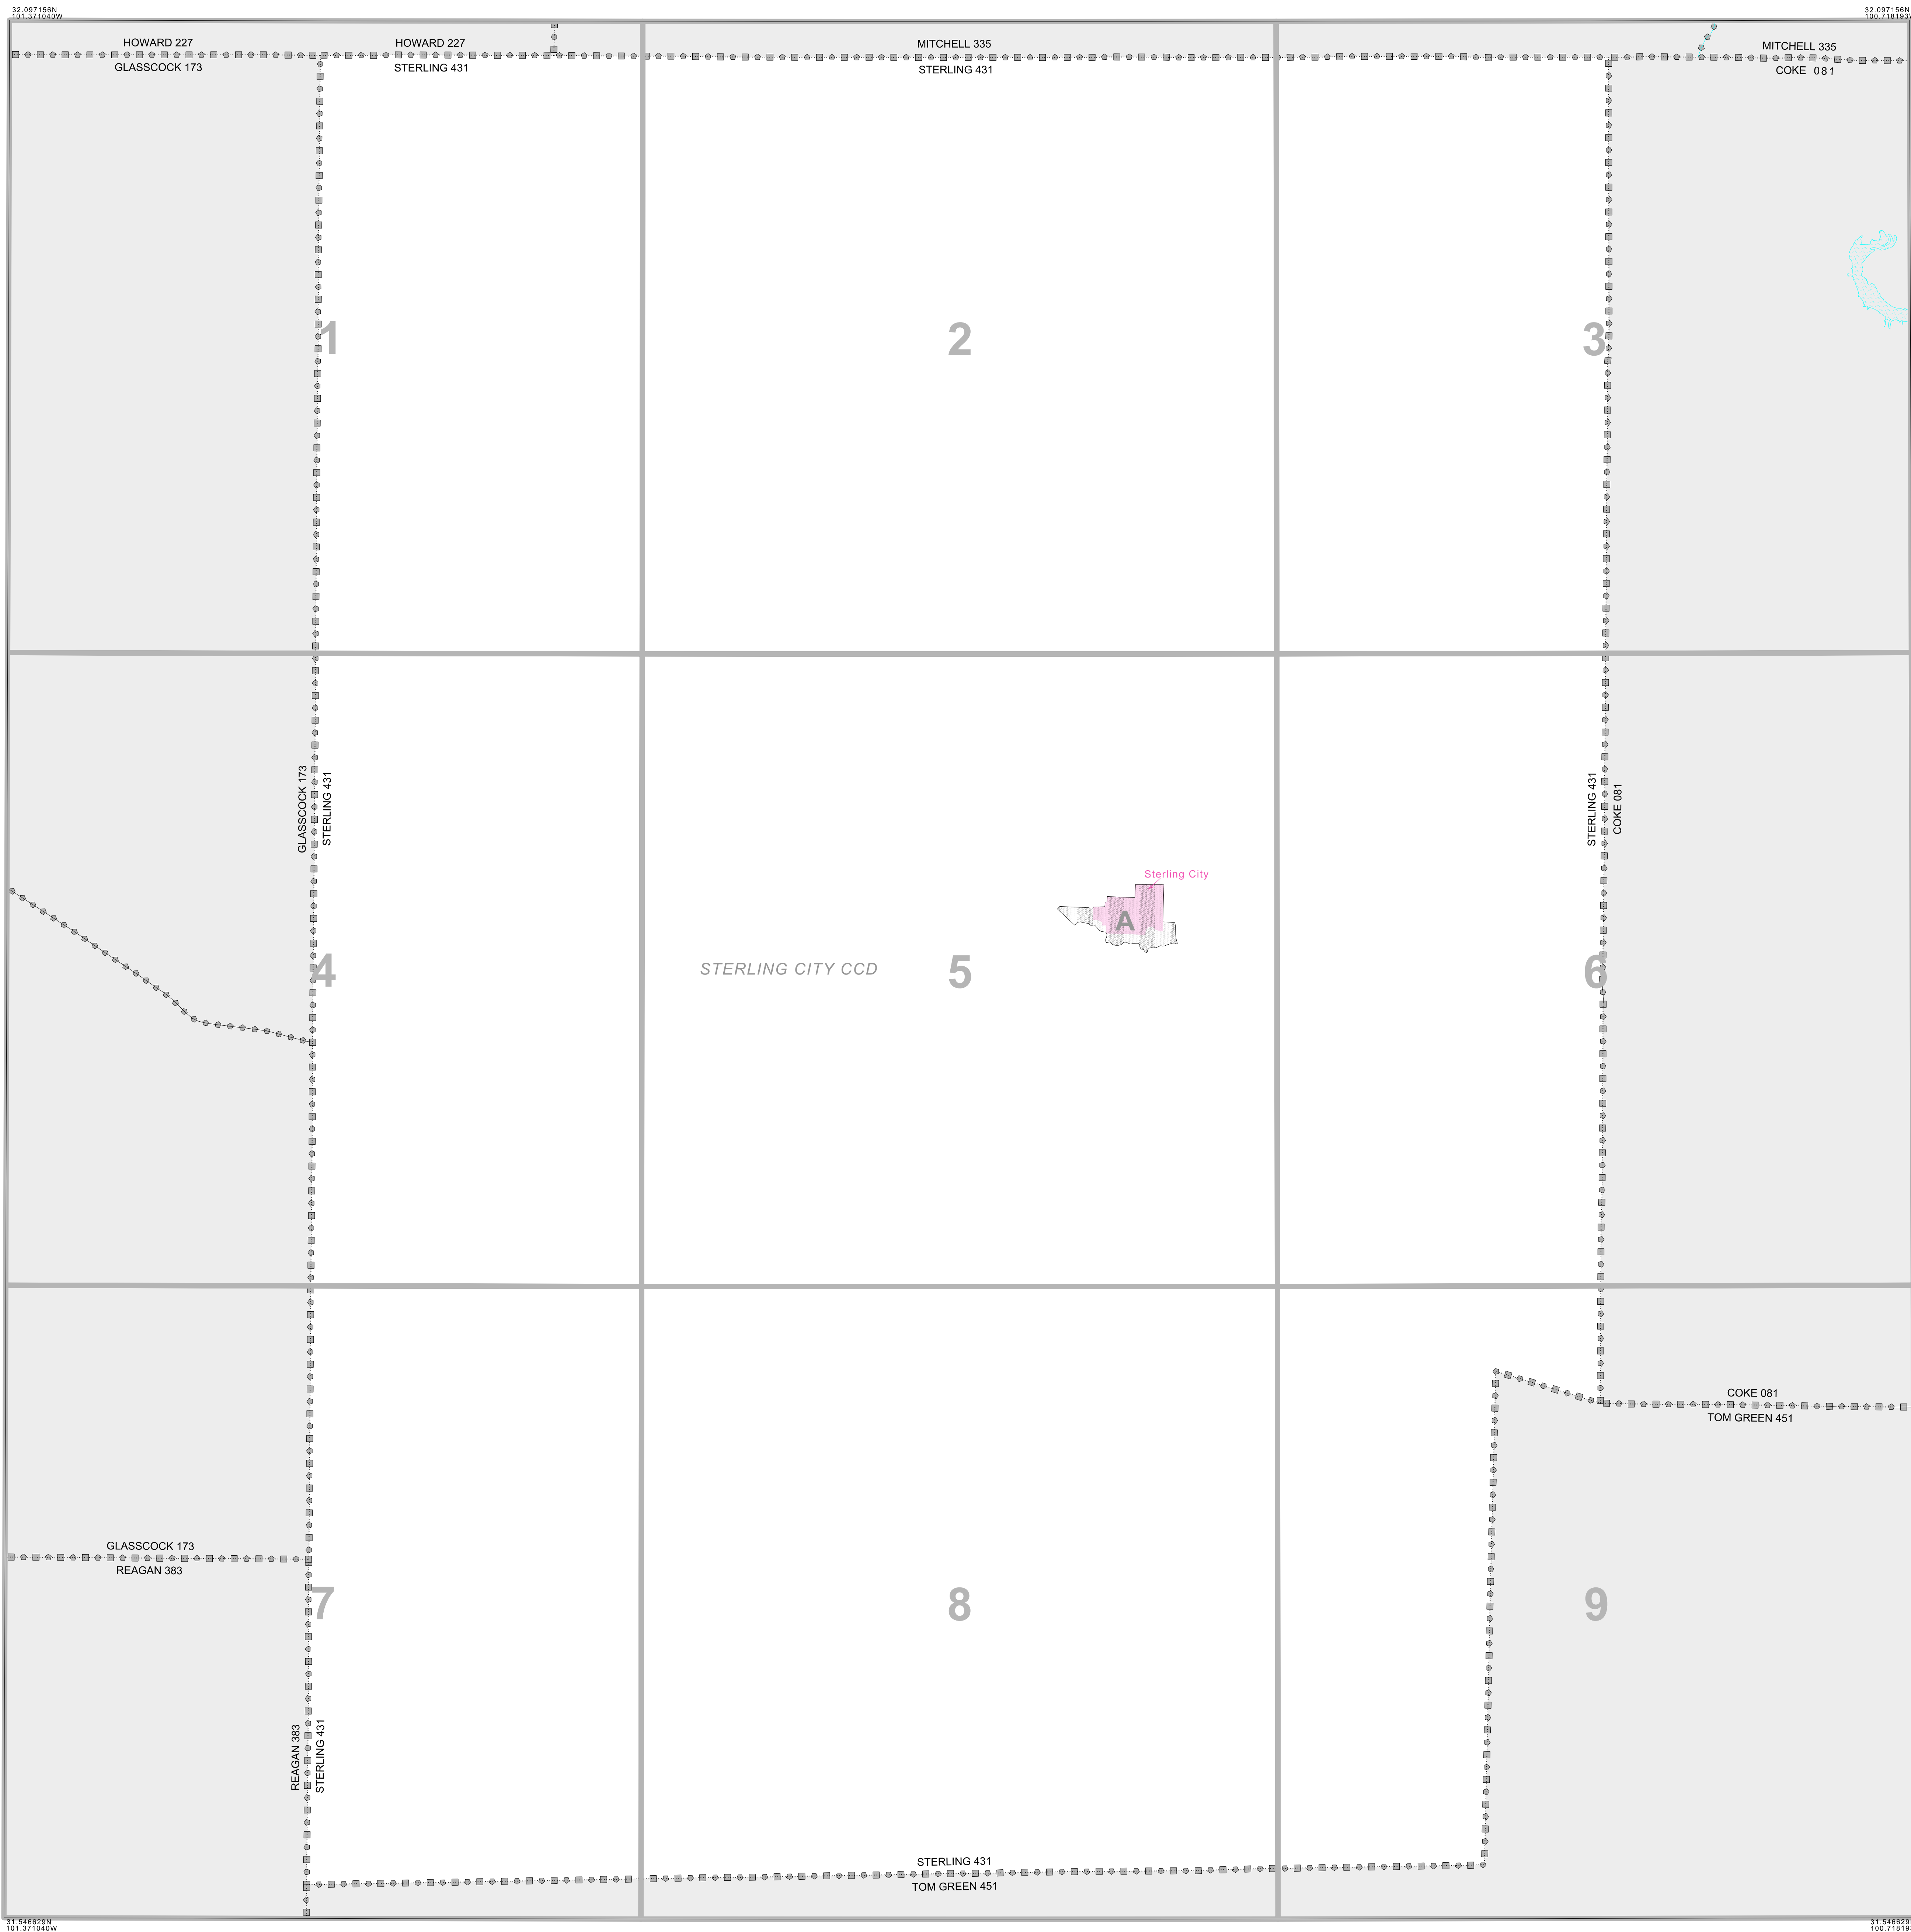 32.097156N
101.371040W
32.097156N
100.718193W
HOWARD 227
GLASSCOCK 173
HOWARD 227
STERLING 431
MITCHELL 335
STERLING 431
MITCHELL 335
COKE 081
1
2
3
GLASSCOCK 173
STERLING 431
STERLING 431
COKE 081
Sterling City
A
4
STERLING CITY CCD
5
6
COKE 081
TOM GREEN 451
GLASSCOCK 173
REAGAN 383
7
8
9
REAGAN 383
STERLING 431
STERLING 431
TOM GREEN 451
31.546629N
101.371040W
31.546629N
100.718193